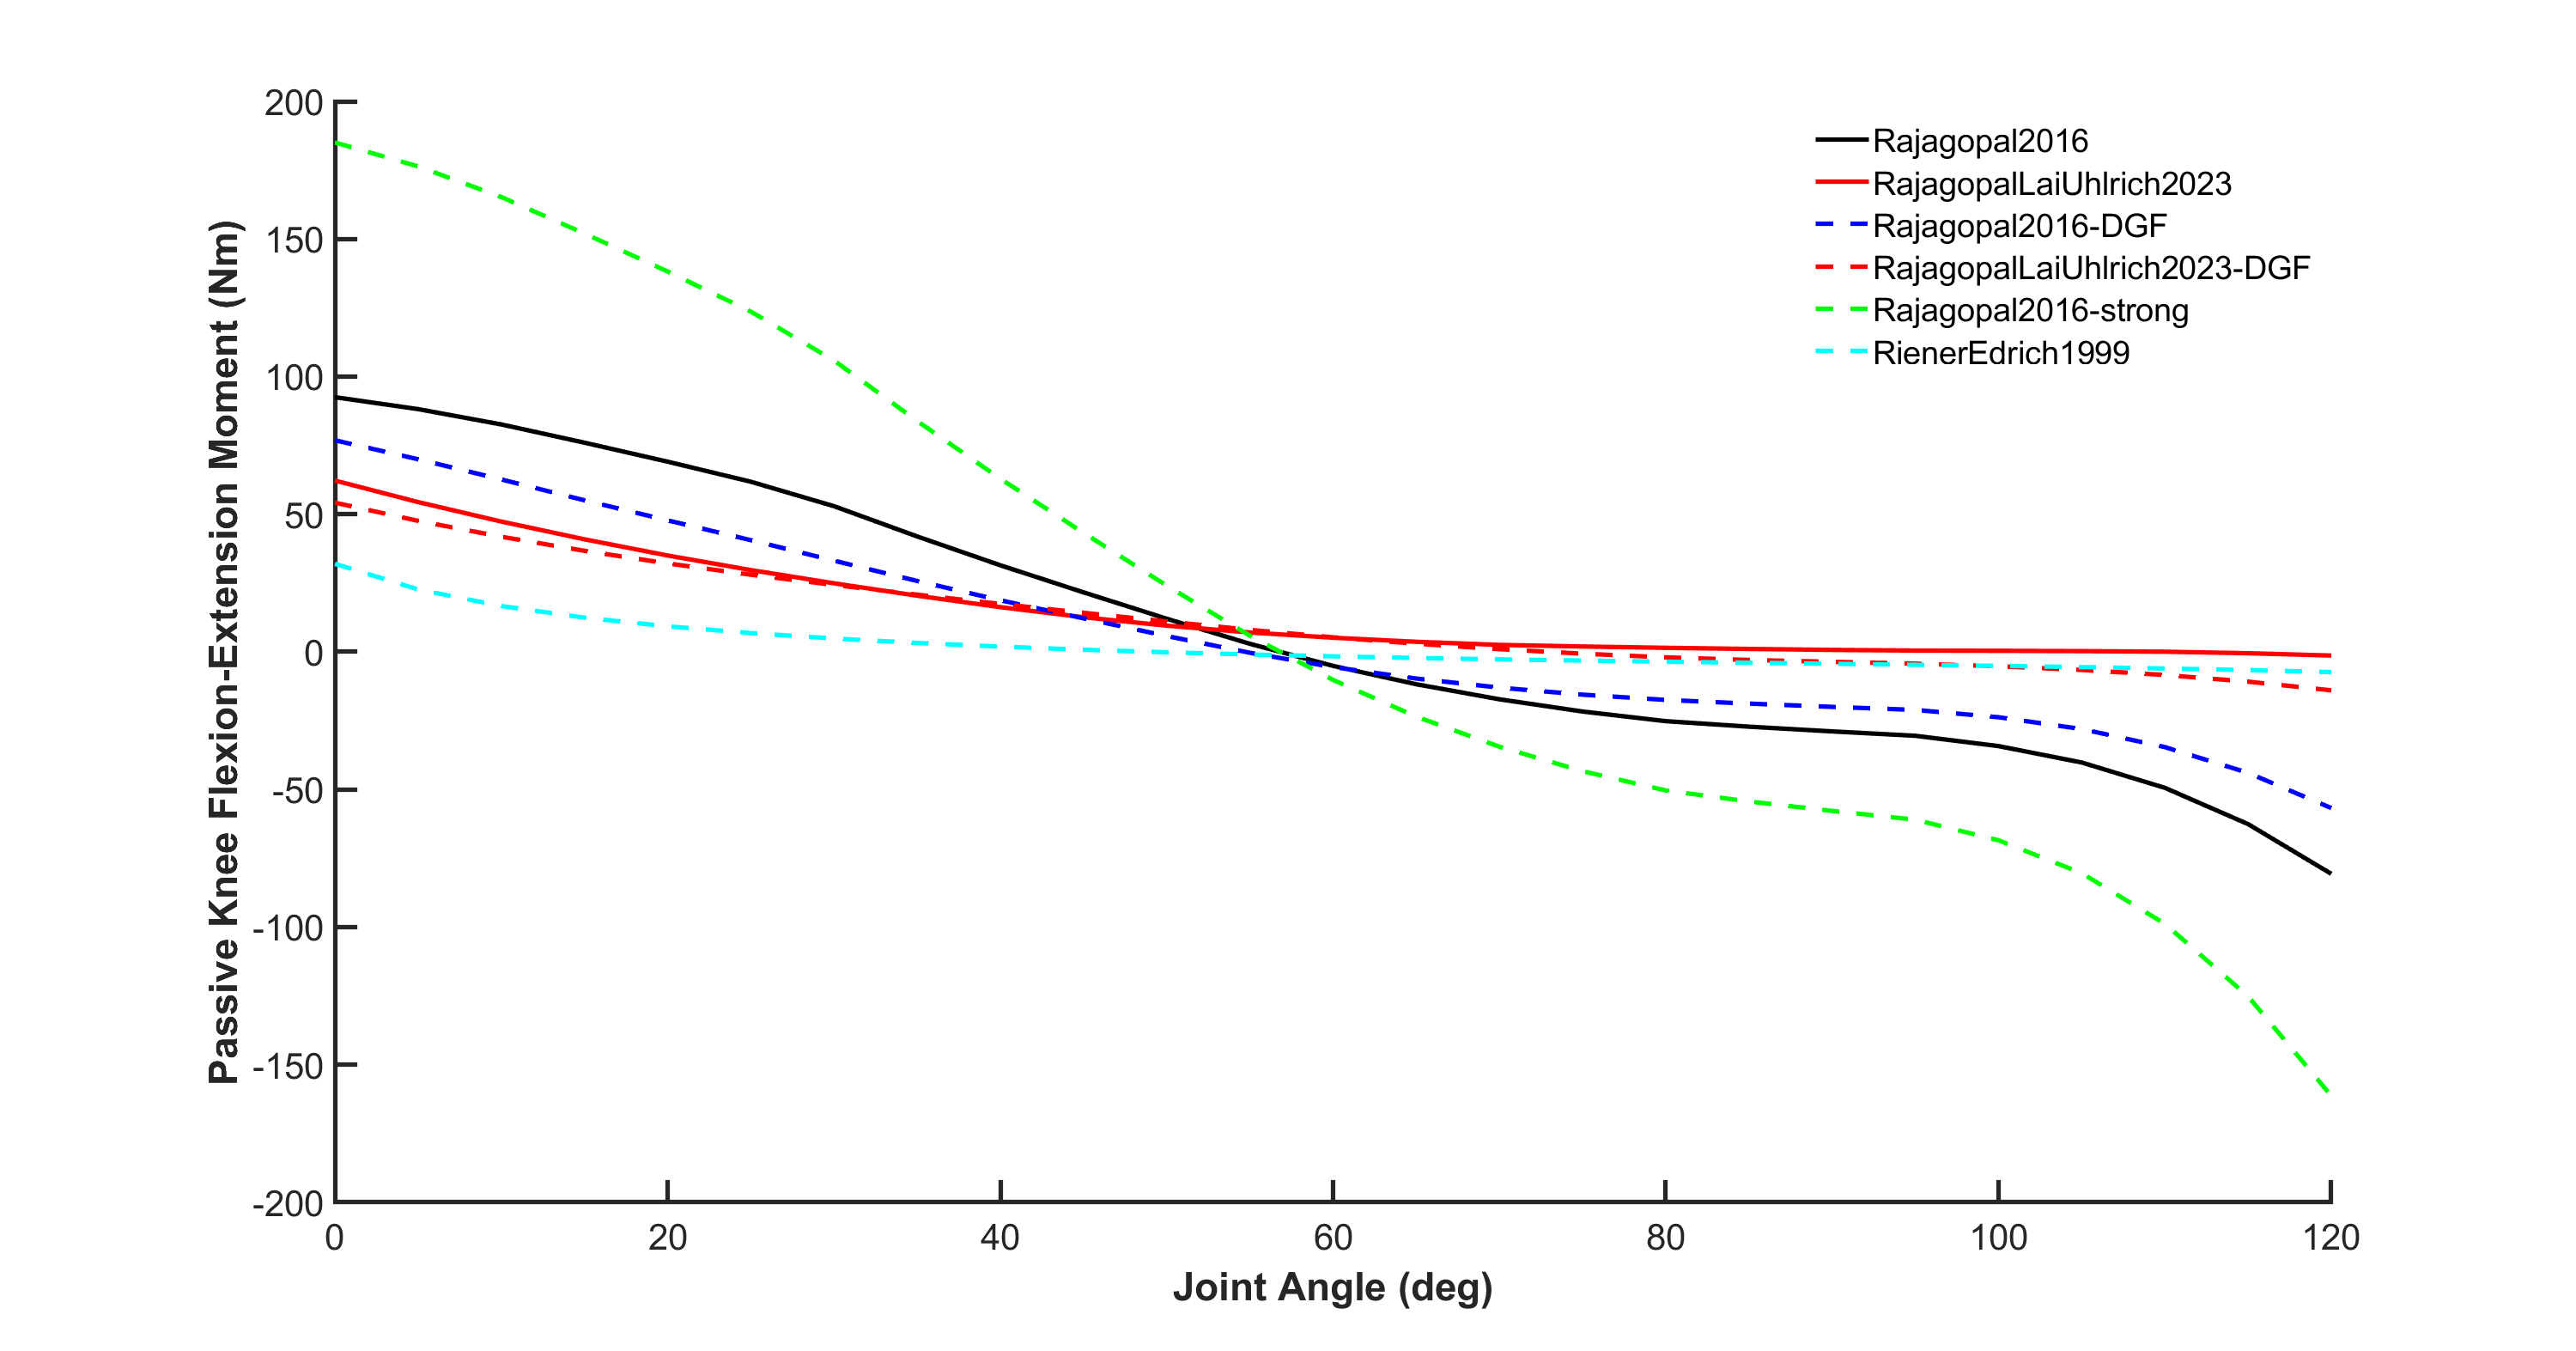 200
150
100
50
0
-50
-100
-150
-200
Passive Knee Flexion-Extension Moment (Nm)
Rajagopal2016
RajagopalLaiUhlrich2023
Rajagopal2016-DGF
RajagopalLaiUhlrich2023-DGF
Rajagopal2016-strong
RienerEdrich1999
0 20 40 60 80 100 120
Joint Angle (deg)